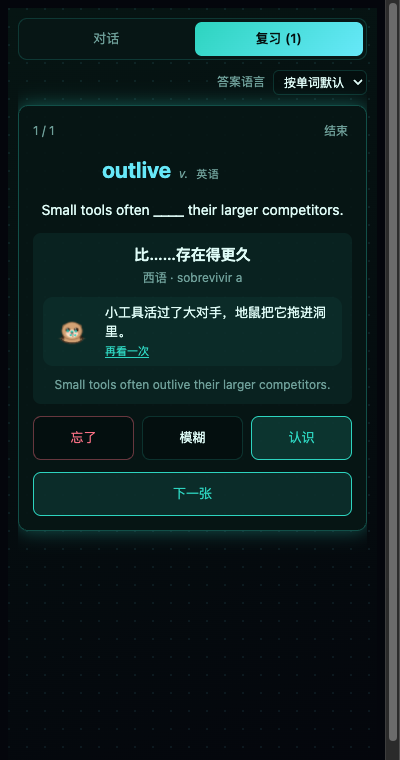 对话
复习 (1)
答案语言 按单词默认
1 / 1 结束
outlive v. 英语
Small tools often ____ their larger competitors.
比……存在得更久
西语 · sobrevivir a
小工具活过了大对手，地鼠把它拖进洞
里。
再看一次
Small tools often outlive their larger competitors.
忘了
模糊
认识
下一张